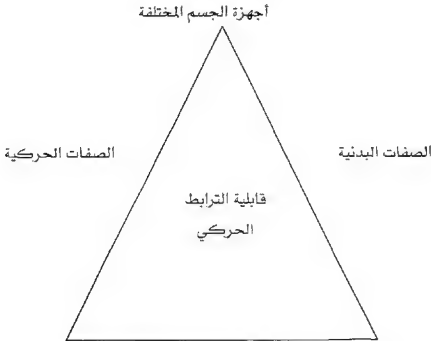 أجهزة الجسم المختلفة
الصفات البدنية
الصفات الحركية
قابلية الترابط
الحركي